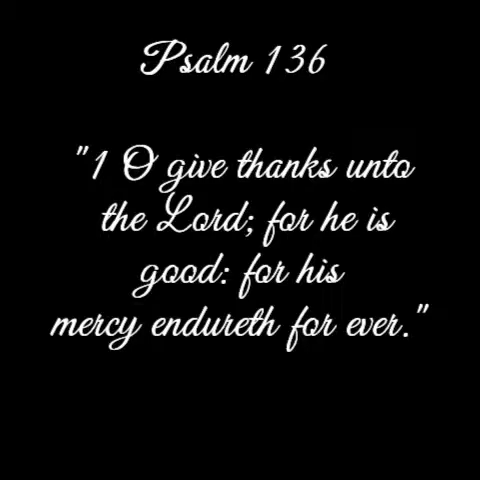 Psalm 136
"1 O give thanks unto
the Lord; for he is
good: for his
mercy endureth for ever."